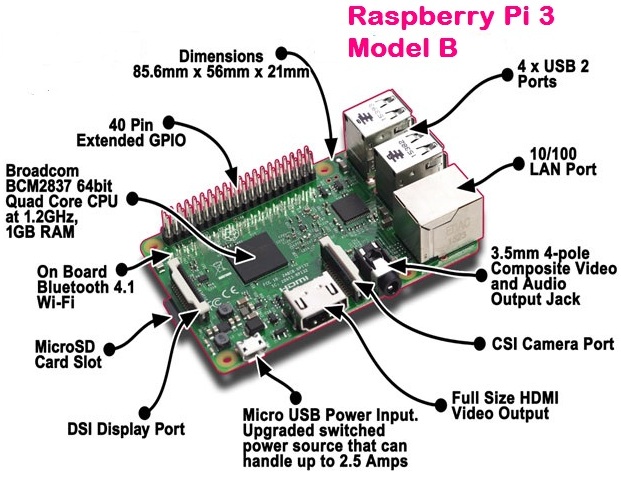 Raspberry Pi 3
Model B
Dimensions
85.6mm x 56mm x 21mm
4 x USB 2
Ports
40 Pin
Extended GPIO
10/100
LAN Port
Broadcom
BCM2837 64bit
Quad Core CPU
at 1.2GHz,
1GB RAM
On Board
Bluetooth 4.1
Wi-Fi
3.5mm 4-pole
Composite Video
and Audio
Output Jack
MicroSD
Card Slot
CSI Camera Port
DSI Display Port
Micro USB Power Input.
Upgraded switched
power source that can
handle up to 2.5 Amps
Full Size HDMI
Video Output